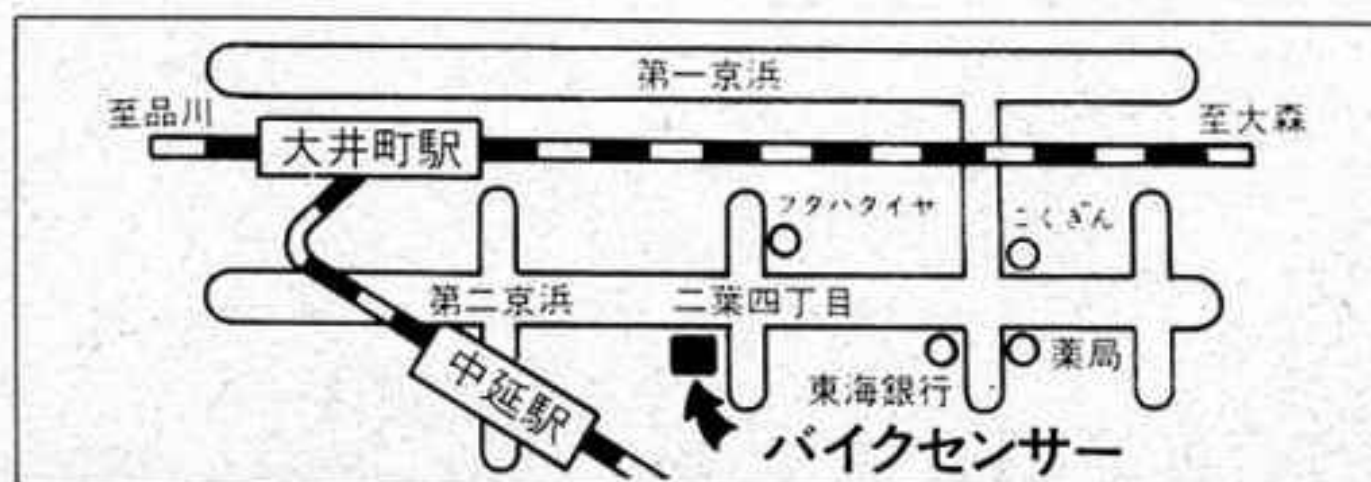 第一京浜
至品川
大井町駅
至大森
フタハタイヤ
こくぎん
第二京浜
二葉四丁目
中延駅
東海銀行
薬局
バイクセンサー